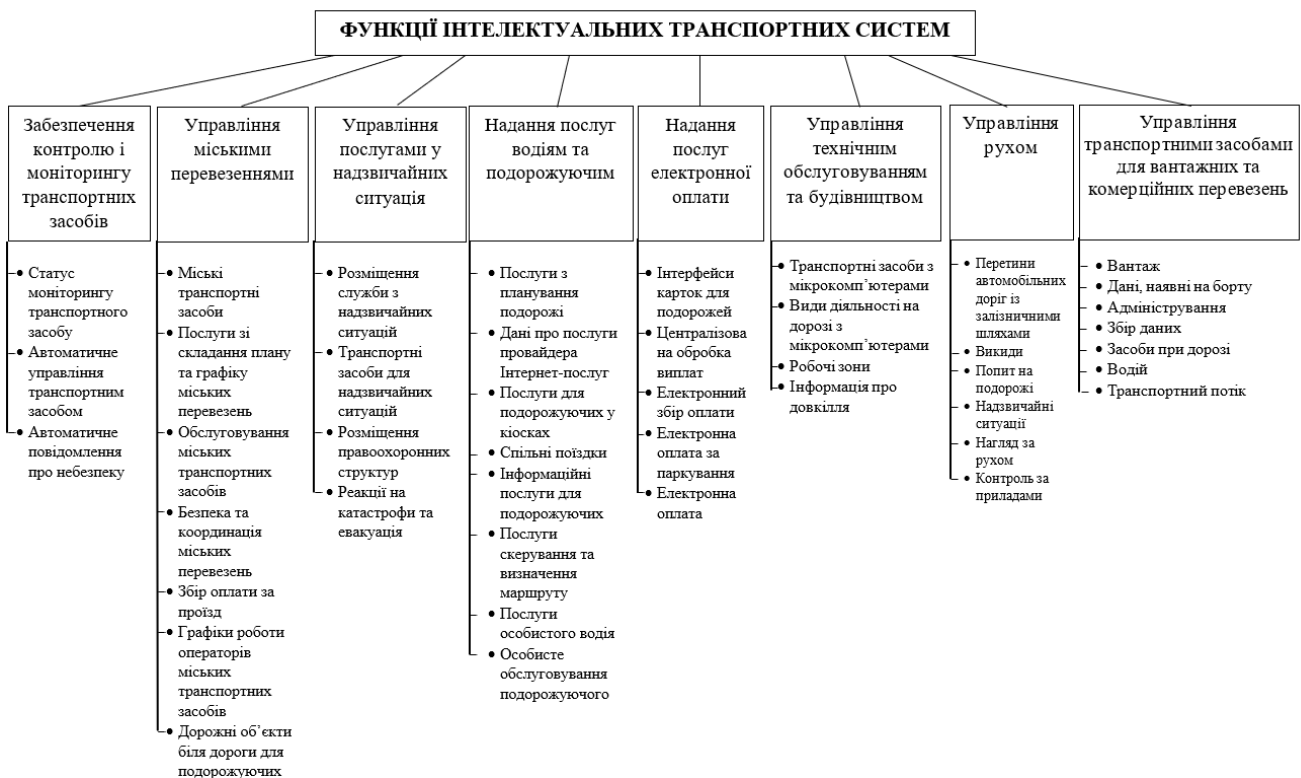 ФУНКЦІЇ ІНТЕЛЕКТУАЛЬНИХ ТРАНСПОРТНИХ СИСТЕМ
Забезпечення
контролю і
моніторингу
транспортних
засобів
• Статус
моніторингу
транспортного
засобу
• Автоматичне
управління
транспортним
засобом
• Автоматичне
повідомлення
про небезпеку
Управління
міськими
перевезеннями
• Міські
транспортні
засоби
• Послуги зі
складання плану
та графіку
міських
перевезень
• Обслуговування
міських
транспортних
засобів
• Безпека та
координація
міських
перевезень
• Збір оплати за
проїзд
• Графіки роботи
операторів
міських
транспортних
засобів
• Дорожні об’єкти
біля дороги для
подорожуючих
Управління
послугами у
надзвичайних
ситуація
• Розміщення
служби з
надзвичайних
ситуацій
• Транспортні
засоби для
надзвичайних
ситуацій
• Розміщення
правоохоронних
структур
• Реакції на
катастрофи та
евакуація
Надання послуг
водіям та
подорожуючим
• Послуги з
планування
подорожі
• Дані про послуги
провайдера
Інтернет-послуг
• Послуги для
подорожуючих у
кіосках
• Спільні поїздки
• Інформаційні
послуги для
подорожуючих
• Послуги
скерування та
визначення
маршруту
• Послуги
особистого водія
• Особисте
обслуговування
подорожуючого
Надання
послуг
електронної
оплати
• Інтерфейси
карток для
подорожей
• Централізова
на обробка
виплат
• Електронний
збір оплати
• Електронна
оплата за
паркування
• Електронна
оплата
Управління
технічним
обслуговуванням
та будівництвом
• Транспортні засоби з
мікрокомп’ютерами
• Види діяльності на
дорозі з
мікрокомп’ютерами
• Робочі зони
• Інформація про
довкілля
Управління
рухом
• Перетини
автомобільних
доріг із
залізничними
шляхами
• Викиди
• Попит на
подорожі
• Надзвичайні
ситуації
• Нагляд за
рухом
• Контроль за
приладами
Управління
транспортними засобами
для вантажних та
комерційних перевезень
• Вантаж
• Дані, наявні на борту
• Адміністрування
• Збір даних
• Засоби при дорозі
• Водій
• Транспортний потік